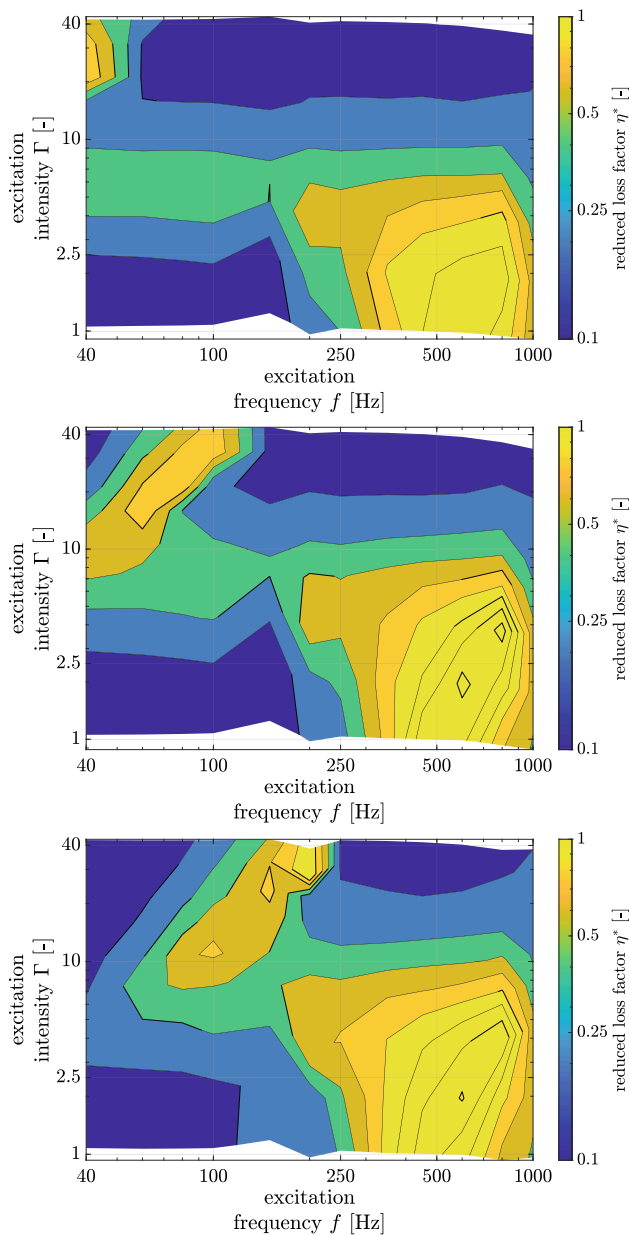 40
10
2.5
1
excitation
intensity Γ [-]
40
100
250
500
1000
excitation
frequency f [Hz]
1
0.5
0.25
0.1
reduced loss factor η* [-]
40
10
2.5
1
excitation
intensity Γ [-]
40
100
250
500
1000
excitation
frequency f [Hz]
1
0.5
0.25
0.1
reduced loss factor η* [-]
40
10
2.5
1
excitation
intensity Γ [-]
40
100
250
500
1000
excitation
frequency f [Hz]
1
0.5
0.25
0.1
reduced loss factor η* [-]